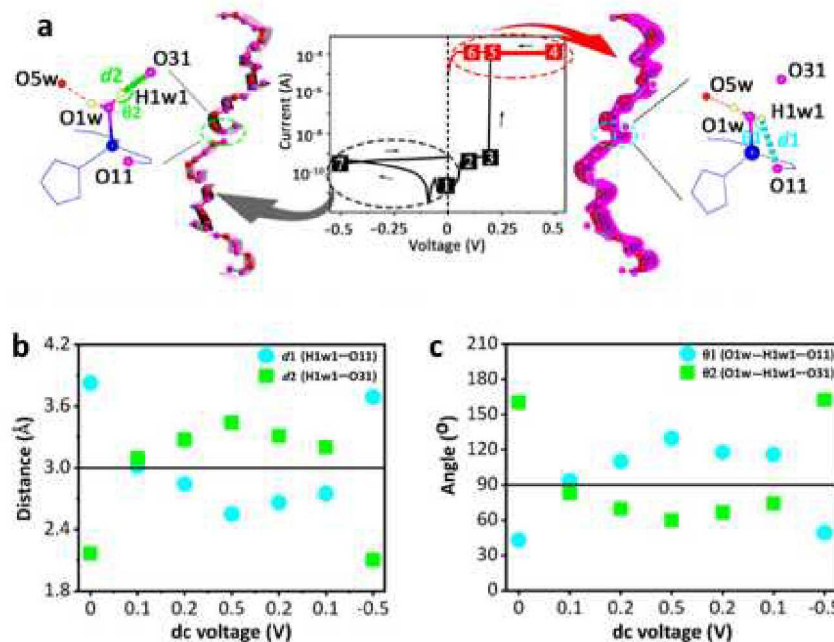 a
d2
O31
O5w
H1w1
θ2
O1w
O11
Current (A)
10⁻⁴
10⁻⁶
10⁻⁸
10⁻¹⁰
6 5 4
7 1 2 3
-0.5 -0.25 0 0.25 0.5
Voltage (V)
O31
O5w
H1w1
O1w
d1
O11
b
d1 (H1w1···O11)
d2 (H1w1···O31)
Distance (Å)
4.2
3.6
3.0
2.4
1.8
0 0.1 0.2 0.5 0.2 0.1 -0.5
dc voltage (V)
c
θ1 (O1w—H1w1···O11)
θ2 (O1w—H1w1···O31)
Angle (º)
210
180
150
120
90
60
30
0
0 0.1 0.2 0.5 0.2 0.1 -0.5
dc voltage (V)